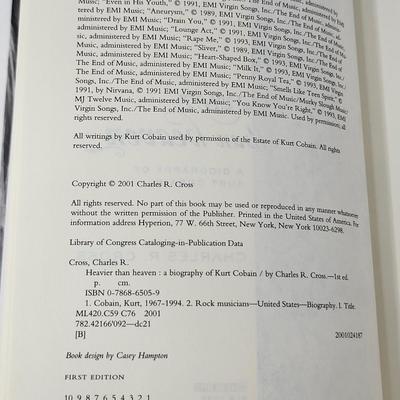 Music; "Even in His Youth," © 1991, EMI Virgin Songs, Inc./The End of Music, adminis-
tered by EMI Music; "Aneurysm," © 1989, EMI Virgin Songs, Inc./The End of Music, ad-
ministered by EMI Music; "Drain You," © 1991, EMI Virgin Songs, Inc./The End of
Music, administered by EMI Music; "Lounge Act," © 1991, EMI Virgin Songs, Inc./The End of Mu-
sic, administered by EMI Music; "Rape Me," © 1993, EMI Virgin Songs, Inc./The End of
Music, administered by EMI Music; "Sliver," © 1989, EMI Virgin Songs, Inc./The End of
Music, administered by EMI Music; "Heart-Shaped Box," © 1993, EMI Virgin Songs, Inc./
The End of Music, administered by EMI Music; "Milk It," © 1993, EMI Virgin Songs, Inc./
The End of Music, administered by EMI Music; "Penny Royal Tea," © 1993, EMI Virgin
Songs, Inc./The End of Music, administered by EMI Music; "Smells Like Teen Spirit," ©
1991, by Nirvana, © 1991 EMI Virgin Songs, Inc./The End of Music/Murky Slough Music/
MJ Twelve Music, administered by EMI Music; "You Know You're Right," © 1993, EMI
Virgin Songs, Inc./The End of Music, administered by EMI Music. Used by permission; all
rights reserved.
All writings by Kurt Cobain used by permission of the Estate of Kurt Cobain. All rights
reserved.
Copyright © 2001 Charles R. Cross
All rights reserved. No part of this book may be used or reproduced in any manner whatsoever
without the written permission of the Publisher. Printed in the United States of America. For
information address Hyperion, 77 W. 66th Street, New York, New York 10023-6298.
Library of Congress Cataloging-in-Publication Data
Cross, Charles R.
Heavier than heaven : a biography of Kurt Cobain / by Charles R. Cross.—1st ed.
p. cm.
ISBN 0-7868-6505-9
1. Cobain, Kurt, 1967-1994. 2. Rock musicians—United States—Biography. I. Title.
ML420.C59 C76 2001
782.42166'092—dc21
[B] 2001024187
Book design by Casey Hampton
FIRST EDITION
10 9 8 7 6 5 4 3 2 1